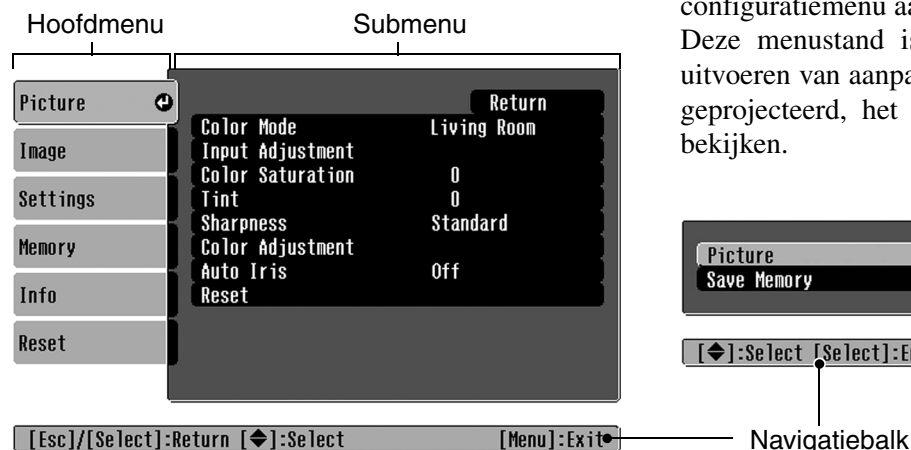 Hoofdmenu
Submenu
Picture
Image
Settings
Memory
Info
Reset
Return
Color Mode Living Room
Input Adjustment
Color Saturation 0
Tint 0
Sharpness Standard
Color Adjustment
Auto Iris Off
Reset
[Esc]/[Select]:Return [♦]:Select [Menu]:Exit
configuratiemenu
Deze menustand
uitvoeren van
geprojecteerd, het
bekijken.
Picture
Save Memory
[♦]:Select [Select]:
Navigatiebalk